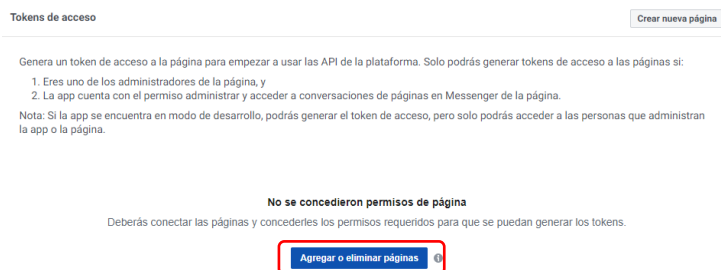 Tokens de acceso
Crear nueva página
Genera un token de acceso a la página para empezar a usar las API de la plataforma. Solo podrás generar tokens de acceso a las páginas si:
1. Eres uno de los administradores de la página, y
2. La app cuenta con el permiso administrar y acceder a conversaciones de páginas en Messenger de la página.
Nota: Si la app se encuentra en modo de desarrollo, podrás generar el token de acceso, pero solo podrás acceder a las personas que administran
la app o la página.
No se concedieron permisos de página
Deberás conectar las páginas y concederles los permisos requeridos para que se puedan generar los tokens.
Agregar o eliminar páginas